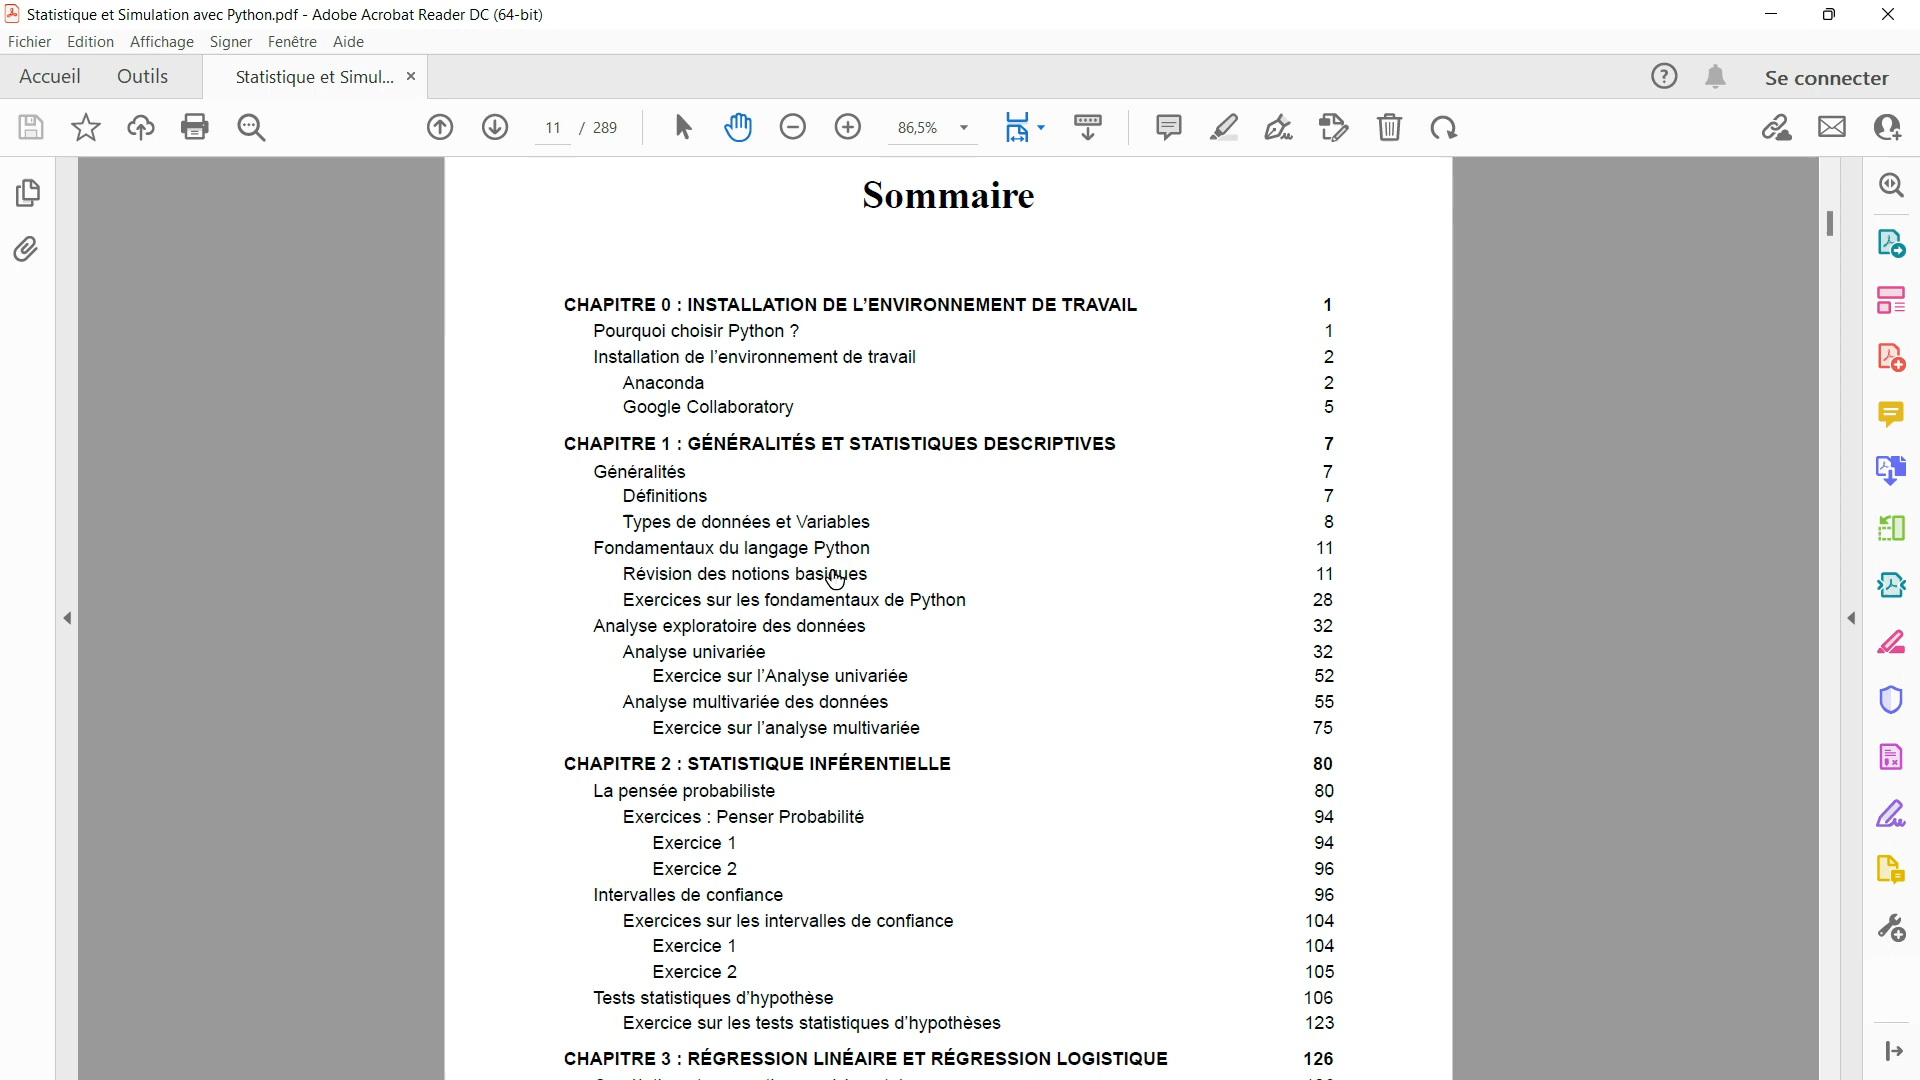 Statistique et Simulation avec Python.pdf - Adobe Acrobat Reader DC (64-bit)
Fichier Edition Affichage Signer Fenêtre Aide
Accueil Outils Statistique et Simul... Se connecter
11 / 289 86,5%
Sommaire
CHAPITRE 0 : INSTALLATION DE L'ENVIRONNEMENT DE TRAVAIL 1
Pourquoi choisir Python ? 1
Installation de l'environnement de travail 2
Anaconda 2
Google Collaboratory 5
CHAPITRE 1 : GÉNÉRALITÉS ET STATISTIQUES DESCRIPTIVES 7
Généralités 7
Définitions 7
Types de données et Variables 8
Fondamentaux du langage Python 11
Révision des notions basiques 11
Exercices sur les fondamentaux de Python 28
Analyse exploratoire des données 32
Analyse univariée 32
Exercice sur l'Analyse univariée 52
Analyse multivariée des données 55
Exercice sur l'analyse multivariée 75
CHAPITRE 2 : STATISTIQUE INFÉRENTIELLE 80
La pensée probabiliste 80
Exercices : Penser Probabilité 94
Exercice 1 94
Exercice 2 96
Intervalles de confiance 96
Exercices sur les intervalles de confiance 104
Exercice 1 104
Exercice 2 105
Tests statistiques d'hypothèse 106
Exercice sur les tests statistiques d'hypothèses 123
CHAPITRE 3 : RÉGRESSION LINÉAIRE ET RÉGRESSION LOGISTIQUE 126